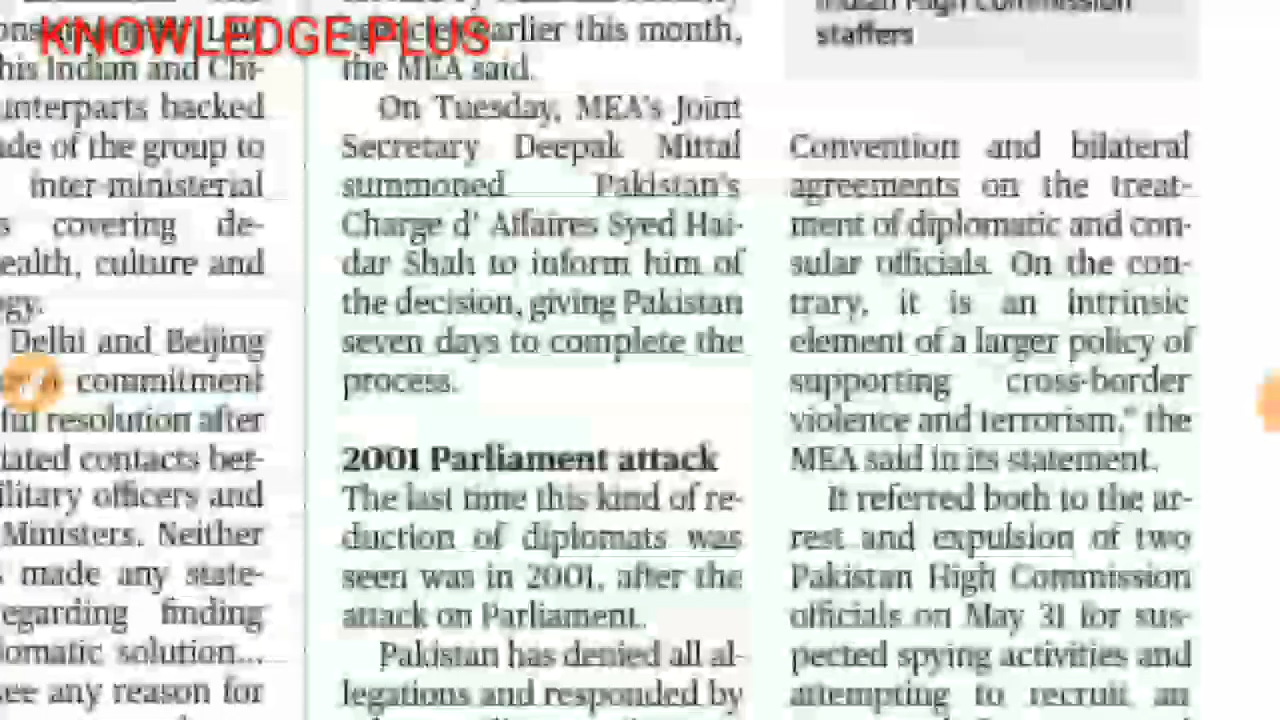 KNOWLEDGE PLUS
his Indian and Chi-
unterparts backed
ade of the group to
inter-ministerial
s covering de-
ealth, culture and
gy.
Delhi and Beijing
commitment
ful resolution after
iated contacts bet-
ilitary officers and
Ministers. Neither
made any state-
egarding finding
lomatic solution...
see any reason for
earlier this month,
the MEA said.
On Tuesday, MEA's Joint
Secretary Deepak Mittal
summoned Pakistan's
Charge d' Affaires Syed Hai-
dar Shah to inform him of
the decision, giving Pakistan
seven days to complete the
process.
2001 Parliament attack
The last time this kind of re-
duction of diplomats was
seen was in 2001, after the
attack on Parliament.
Pakistan has denied all al-
legations and responded by
Indian High Commission
staffers
Convention and bilateral
agreements on the treat-
ment of diplomatic and con-
sular officials. On the con-
trary, it is an intrinsic
element of a larger policy of
supporting cross-border
violence and terrorism," the
MEA said in its statement.
It referred both to the ar-
rest and expulsion of two
Pakistan High Commission
officials on May 31 for sus-
pected spying activities and
attempting to recruit an